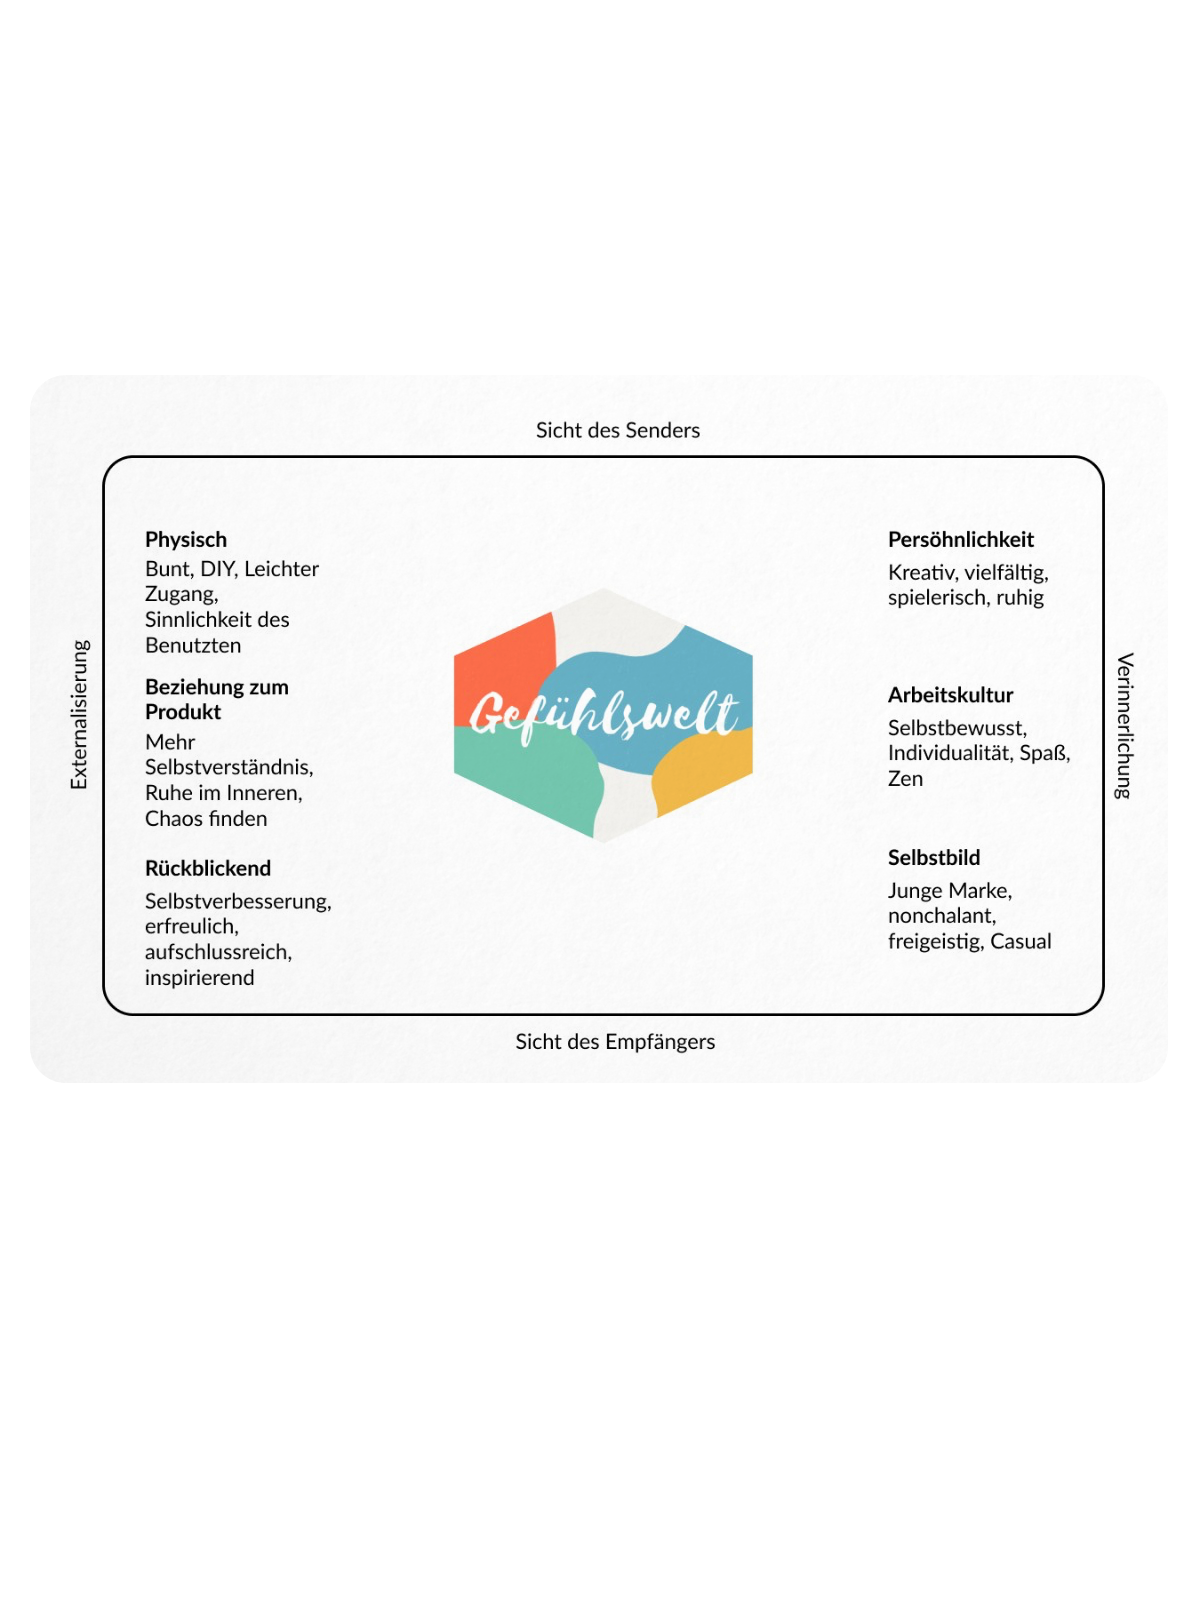 Sicht des Senders
Externalisierung
Physisch
Bunt, DIY, Leichter
Zugang,
Sinnlichkeit des
Benutzten
Beziehung zum
Produkt
Mehr
Selbstverständnis,
Ruhe im Inneren,
Chaos finden
Rückblickend
Selbstverbesserung,
erfreulich,
aufschlussreich,
inspirierend
Gefühlswelt
Persöhnlichkeit
Kreativ, vielfältig,
spielerisch, ruhig
Arbeitskultur
Selbstbewusst,
Individualität, Spaß,
Zen
Selbstbild
Junge Marke,
nonchalant,
freigeistig, Casual
Verinnerlichung
Sicht des Empfängers